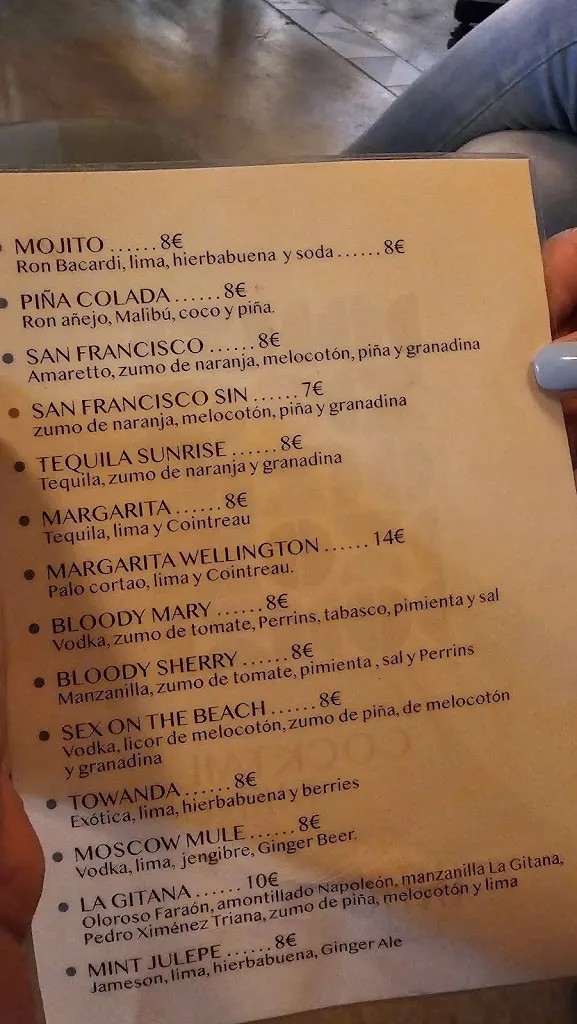 MOJITO ......8€
Ron Bacardi, lima, hierbabuena y soda ......8€
PIÑA COLADA ......8€
Ron añejo, Malibú, coco y piña.
SAN FRANCISCO ......8€
Amaretto, zumo de naranja, melocotón, piña y granadina
SAN FRANCISCO SIN ......7€
zumo de naranja, melocotón, piña y granadina
TEQUILA SUNRISE ......8€
Tequila, zumo de naranja y granadina
MARGARITA ......8€
Tequila, lima y Cointreau
MARGARITA WELLINGTON ......14€
Palo cortao, lima y Cointreau.
BLOODY MARY ......8€
Vodka, zumo de tomate, Perrins, tabasco, pimienta y sal
BLOODY SHERRY ......8€
Manzanilla, zumo de tomate, pimienta , sal y Perrins
SEX ON THE BEACH ......8€
Vodka, licor de melocotón, zumo de piña, de melocotón
y granadina
TOWANDA ......8€
Exótica, lima, hierbabuena y berries
MOSCOW MULE ......8€
Vodka, lima, jengibre, Ginger Beer.
LA GITANA ......10€
Oloroso Faraón, amontillado Napoleón, manzanilla La Gitana,
Pedro Ximénez Triana, zumo de piña, melocotón y lima
MINT JULEPE ......8€
Jameson, lima, hierbabuena, Ginger Ale